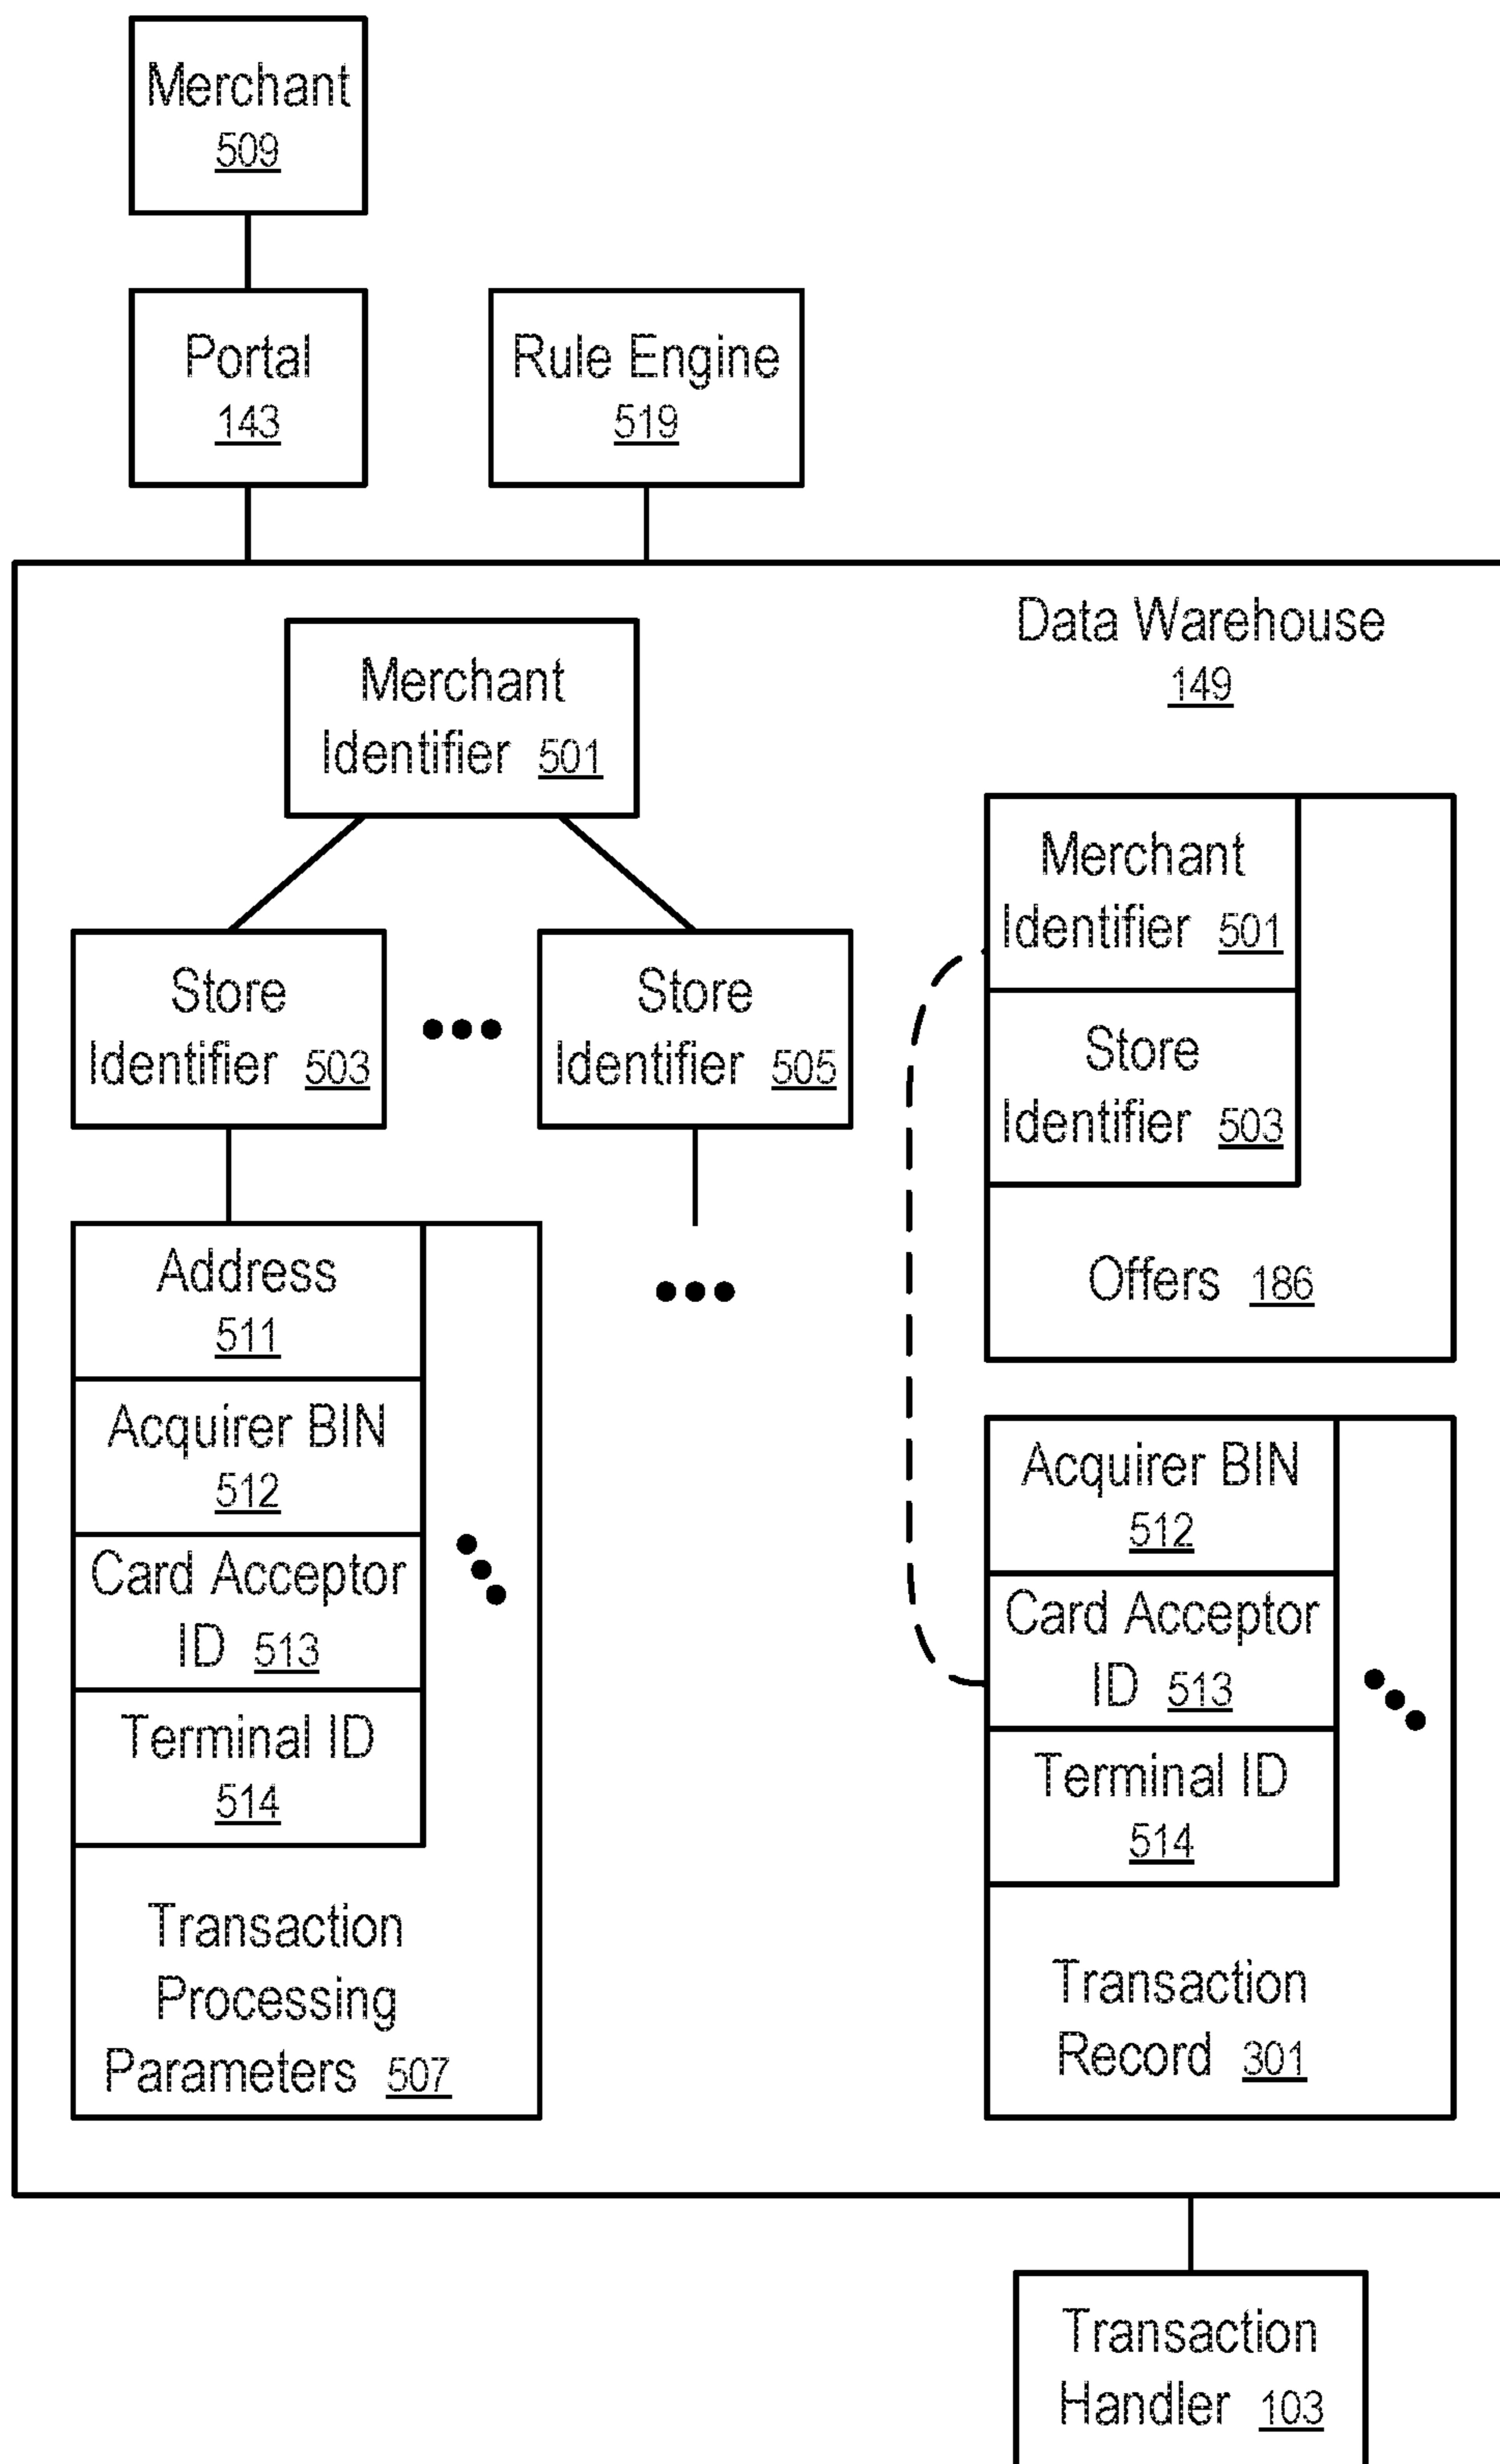 Merchant
509
Portal
143
Rule Engine
519
Data Warehouse
149
Merchant
Identifier 501
Store
Identifier 503
Store
Identifier 505
Address
511
Acquirer BIN
512
Card Acceptor
ID 513
Terminal ID
514
Transaction
Processing
Parameters 507
Merchant
Identifier 501
Store
Identifier 503
Offers 186
Acquirer BIN
512
Card Acceptor
ID 513
Terminal ID
514
Transaction
Record 301
Transaction
Handler 103